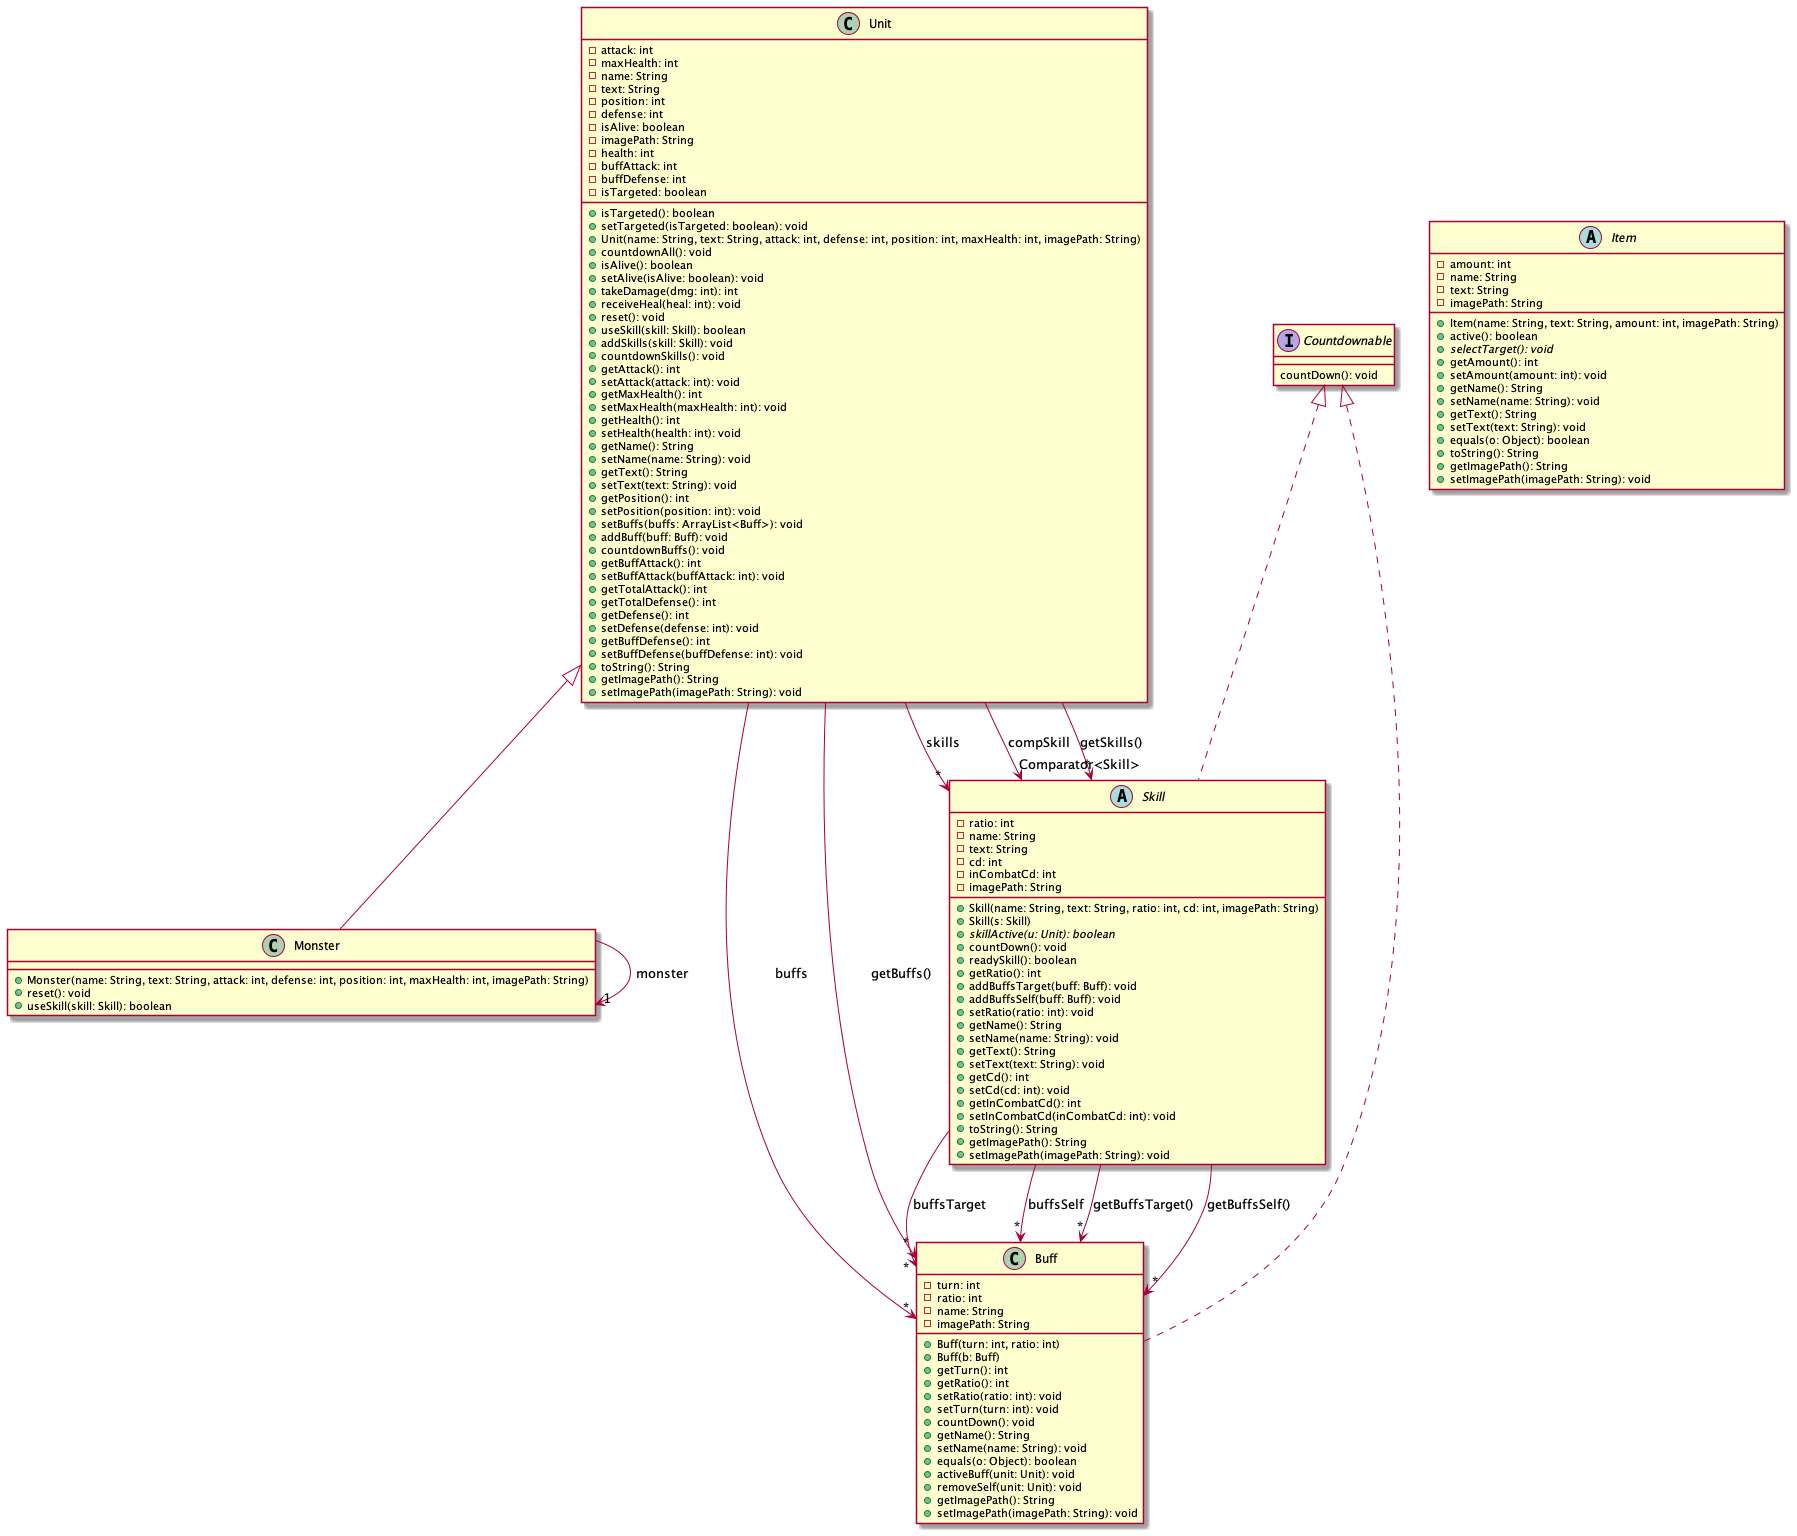 C Unit
attack: int
maxHealth: int
name: String
text: String
position: int
defense: int
isAlive: boolean
imagePath: String
health: int
buffAttack: int
buffDefense: int
isTargeted: boolean
isTargeted(): boolean
setTargeted(isTargeted: boolean): void
Unit(name: String, text: String, attack: int, defense: int, position: int, maxHealth: int, imagePath: String)
countdownAll(): void
isAlive(): boolean
setAlive(isAlive: boolean): void
takeDamage(dmg: int): int
receiveHeal(heal: int): void
reset(): void
useSkill(skill: Skill): boolean
addSkills(skill: Skill): void
countdownSkills(): void
getAttack(): int
setAttack(attack: int): void
getMaxHealth(): int
setMaxHealth(maxHealth: int): void
getHealth(): int
setHealth(health: int): void
getName(): String
setName(name: String): void
getText(): String
setText(text: String): void
getPosition(): int
setPosition(position: int): void
setBuffs(buffs: ArrayList<Buff>): void
addBuff(buff: Buff): void
countdownBuffs(): void
getBuffAttack(): int
setBuffAttack(buffAttack: int): void
getTotalAttack(): int
getTotalDefense(): int
getDefense(): int
setDefense(defense: int): void
getBuffDefense(): int
setBuffDefense(buffDefense: int): void
toString(): String
getImagePath(): String
setImagePath(imagePath: String): void
A Item
amount: int
name: String
text: String
imagePath: String
Item(name: String, text: String, amount: int, imagePath: String)
active(): boolean
selectTarget(): void
getAmount(): int
setAmount(amount: int): void
getName(): String
setName(name: String): void
getText(): String
setText(text: String): void
equals(o: Object): boolean
toString(): String
getImagePath(): String
setImagePath(imagePath: String): void
I Countdownable
countDown(): void
skills
*
compSkill
Comparator<Skill>
getSkills()
*
A Skill
ratio: int
name: String
text: String
cd: int
inCombatCd: int
imagePath: String
Skill(name: String, text: String, ratio: int, cd: int, imagePath: String)
Skill(s: Skill)
skillActive(u: Unit): boolean
countDown(): void
readySkill(): boolean
getRatio(): int
addBuffsTarget(buff: Buff): void
addBuffsSelf(buff: Buff): void
setRatio(ratio: int): void
getName(): String
setName(name: String): void
getText(): String
setText(text: String): void
getCd(): int
setCd(cd: int): void
getInCombatCd(): int
setInCombatCd(inCombatCd: int): void
toString(): String
getImagePath(): String
setImagePath(imagePath: String): void
C Monster
Monster(name: String, text: String, attack: int, defense: int, position: int, maxHealth: int, imagePath: String)
reset(): void
useSkill(skill: Skill): boolean
monster
1
buffs
*
getBuffs()
*
buffsTarget
*
buffsSelf
*
getBuffsTarget()
*
getBuffsSelf()
*
C Buff
turn: int
ratio: int
name: String
imagePath: String
Buff(turn: int, ratio: int)
Buff(b: Buff)
getTurn(): int
getRatio(): int
setRatio(ratio: int): void
setTurn(turn: int): void
countDown(): void
getName(): String
setName(name: String): void
equals(o: Object): boolean
activeBuff(unit: Unit): void
removeSelf(unit: Unit): void
getImagePath(): String
setImagePath(imagePath: String): void